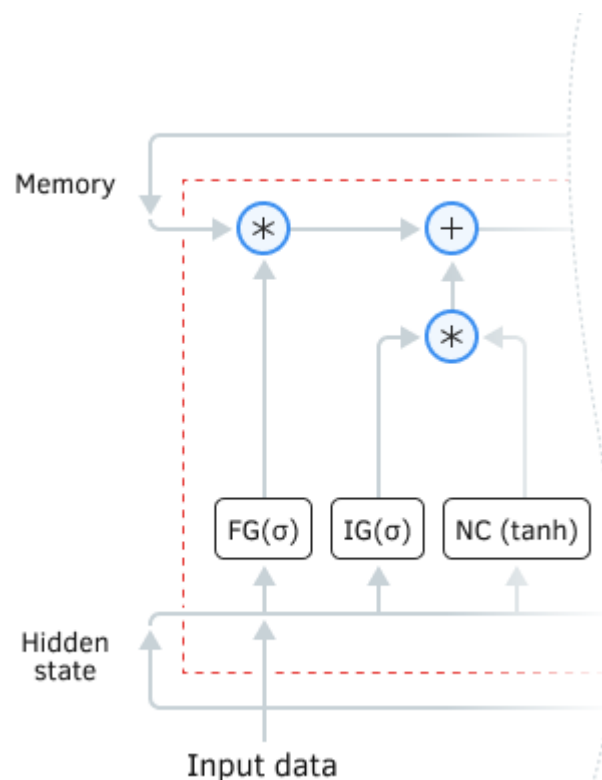 Memory
*
+
*
FG(σ)
IG(σ)
NC (tanh)
Hidden
state
Input data